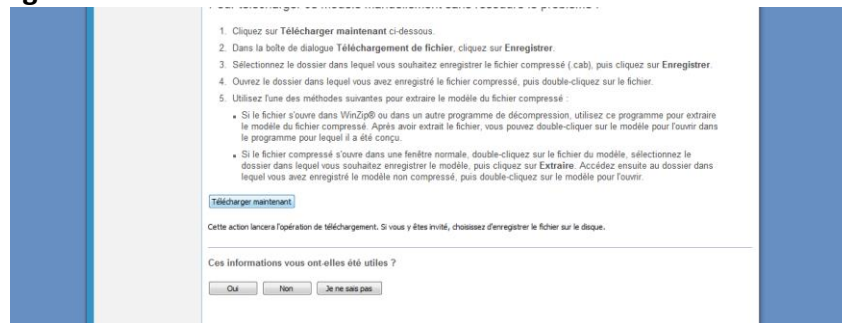 1. Cliquez sur Télécharger maintenant ci-dessous.
2. Dans la boîte de dialogue Téléchargement de fichier, cliquez sur Enregistrer.
3. Sélectionnez le dossier dans lequel vous souhaitez enregistrer le fichier compressé (.cab), puis cliquez sur Enregistrer.
4. Ouvrez le dossier dans lequel vous avez enregistré le fichier compressé, puis double-cliquez sur le fichier.
5. Utilisez l'une des méthodes suivantes pour extraire le modèle du fichier compressé :
▪ Si le fichier s'ouvre dans WinZip® ou dans un autre programme de décompression, utilisez ce programme pour extraire
le modèle du fichier compressé. Après avoir extrait le fichier, vous pouvez double-cliquer sur le modèle pour l'ouvrir dans
le programme pour lequel il a été conçu.
▪ Si le fichier compressé s'ouvre dans une fenêtre normale, double-cliquez sur le fichier du modèle, sélectionnez le
dossier dans lequel vous souhaitez enregistrer le modèle, puis cliquez sur Extraire. Accédez ensuite au dossier dans
lequel vous avez enregistré le modèle non compressé, puis double-cliquez sur le modèle pour l'ouvrir.
Télécharger maintenant
Cette action lancera l'opération de téléchargement. Si vous y êtes invité, choisissez d'enregistrer le fichier sur le disque.
Ces informations vous ont-elles été utiles ?
Oui Non Je ne sais pas